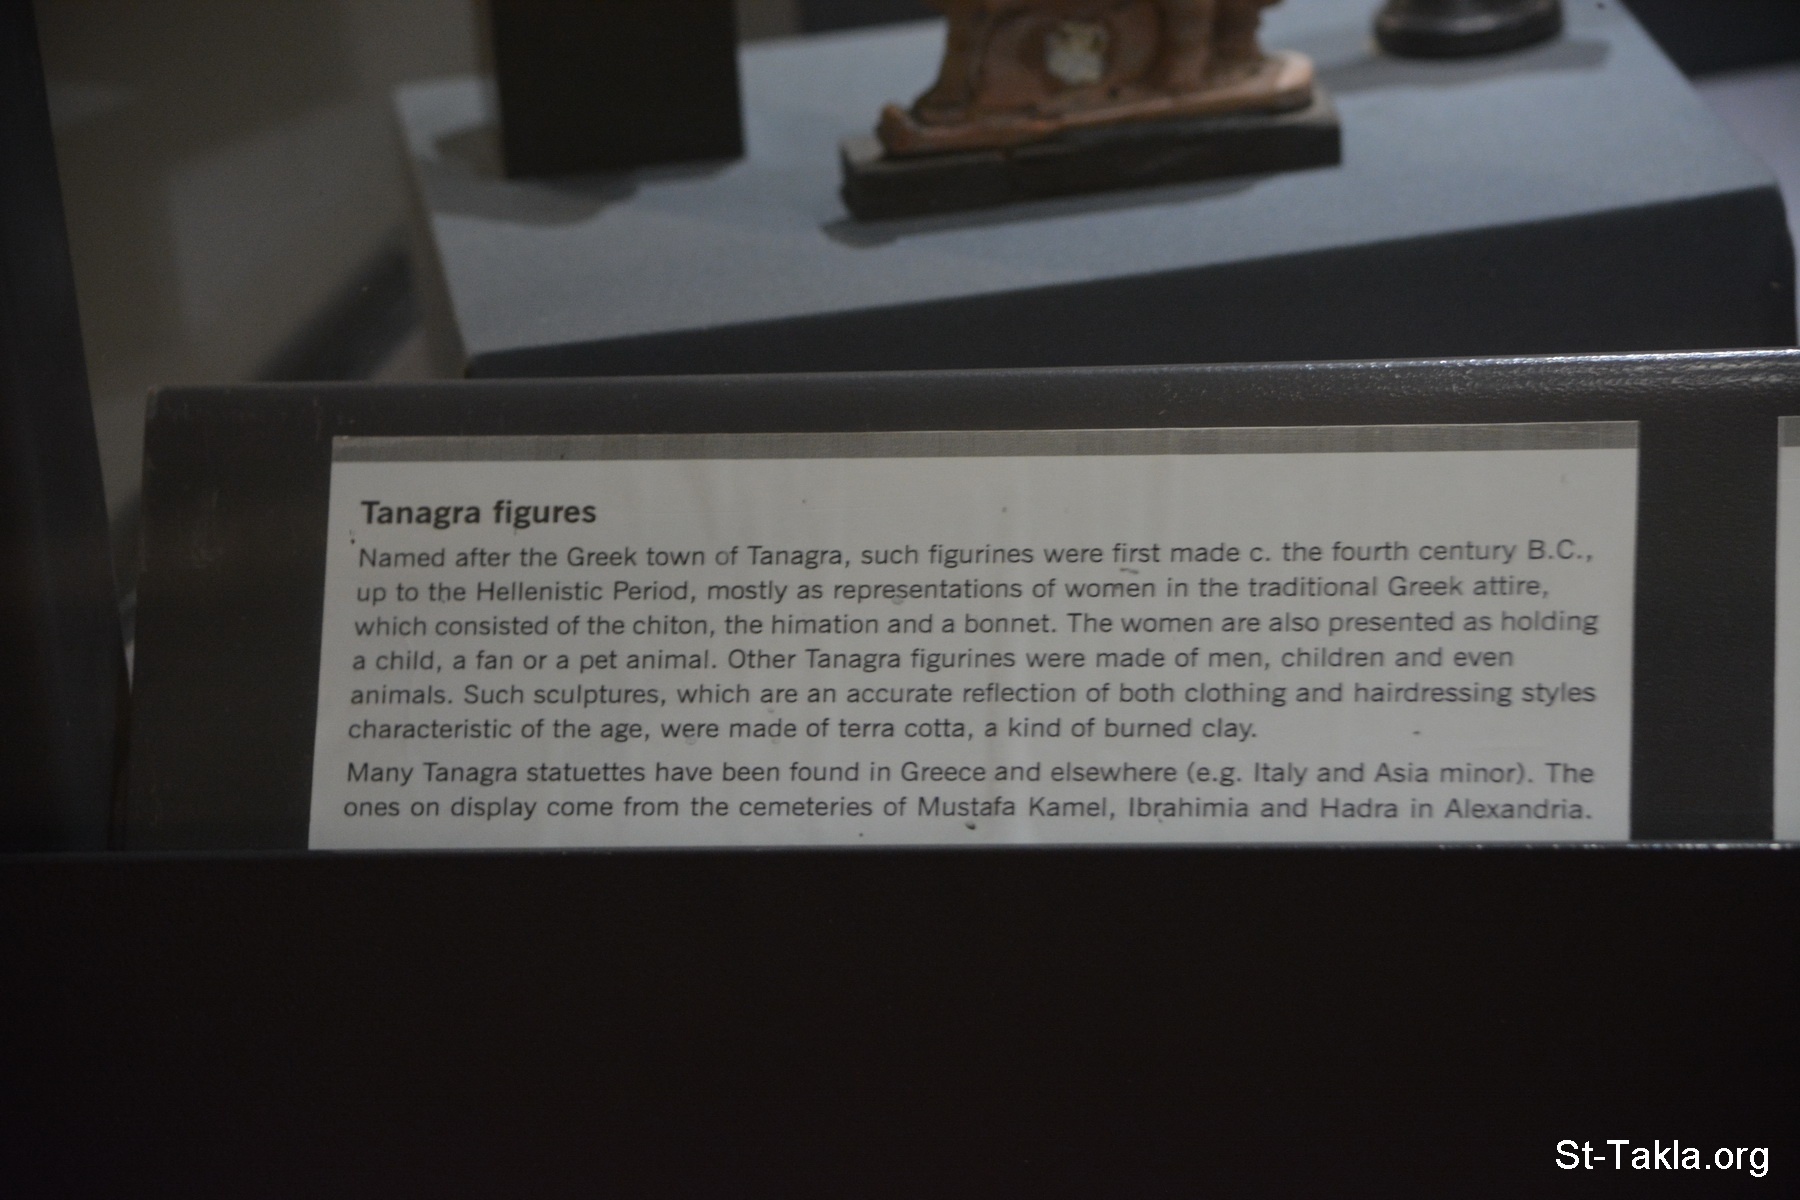 Tanagra figures
Named after the Greek town of Tanagra, such figurines were first made c. the fourth century B.C.,
up to the Hellenistic Period, mostly as representations of women in the traditional Greek attire,
which consisted of the chiton, the himation and a bonnet. The women are also presented as holding
a child, a fan or a pet animal. Other Tanagra figurines were made of men, children and even
animals. Such sculptures, which are an accurate reflection of both clothing and hairdressing styles
characteristic of the age, were made of terra cotta, a kind of burned clay.
Many Tanagra statuettes have been found in Greece and elsewhere (e.g. Italy and Asia minor). The
ones on display come from the cemeteries of Mustafa Kamel, Ibrahimia and Hadra in Alexandria.
St-Takla.org